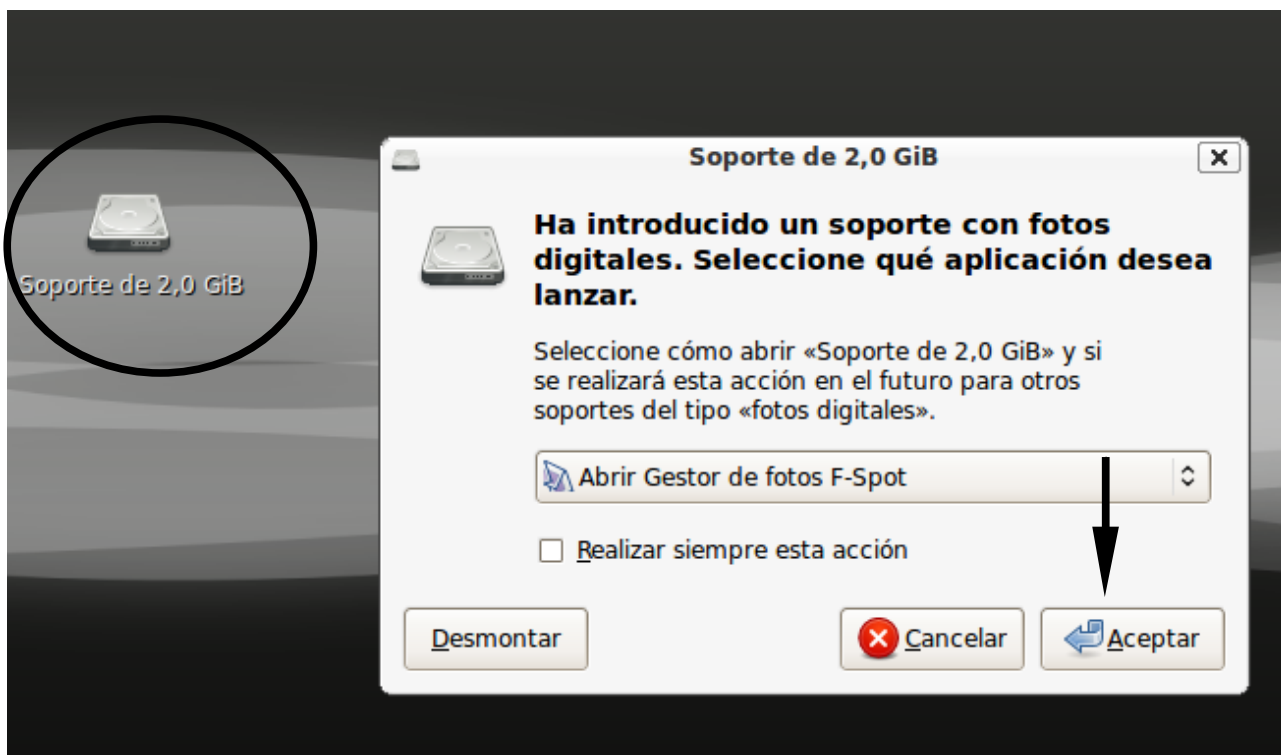 Soporte de 2,0 GiB
Soporte de 2,0 GiB
Ha introducido un soporte con fotos
digitales. Seleccione qué aplicación desea
lanzar.
Seleccione cómo abrir «Soporte de 2,0 GiB» y si
se realizará esta acción en el futuro para otros
soportes del tipo «fotos digitales».
Abrir Gestor de fotos F-Spot
Realizar siempre esta acción
Desmontar
Cancelar
Aceptar